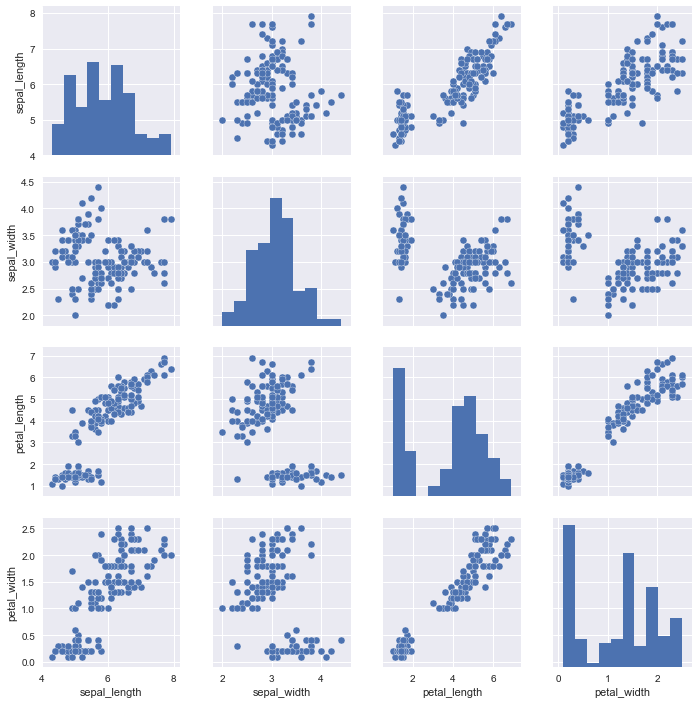 sepal_length
8
7
6
5
4
sepal_width
4.5
4.0
3.5
3.0
2.5
2.0
petal_length
7
6
5
4
3
2
1
petal_width
2.5
2.0
1.5
1.0
0.5
0.0
4 6 8
2 3 4
2 4 6
0 1 2
sepal_length
sepal_width
petal_length
petal_width